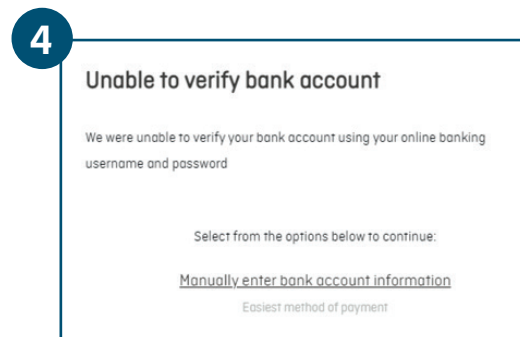 4
Unable to verify bank account
We were unable to verify your bank account using your online banking
username and password
Select from the options below to continue:
Manually enter bank account information
Easiest method of payment